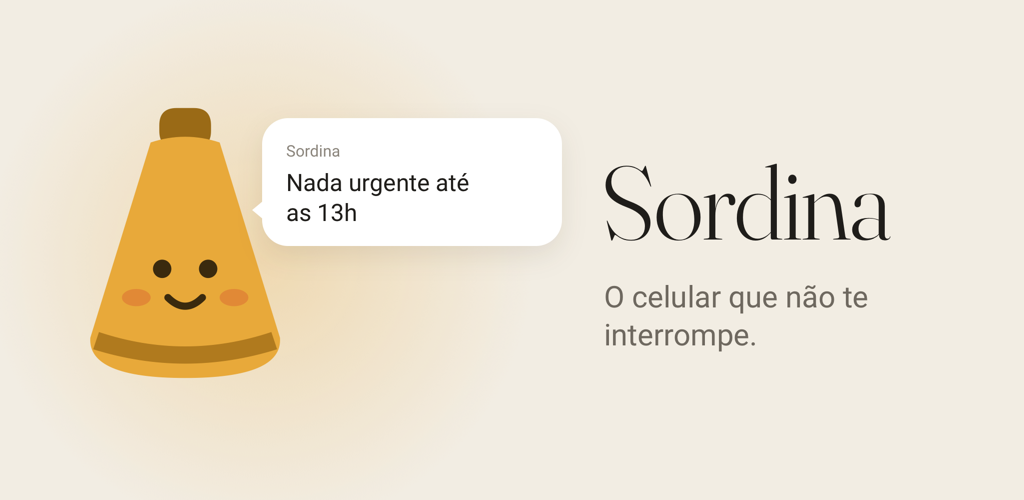 Sordina
Nada urgente até
as 13h
Sordina
O celular que não te
interrompe.